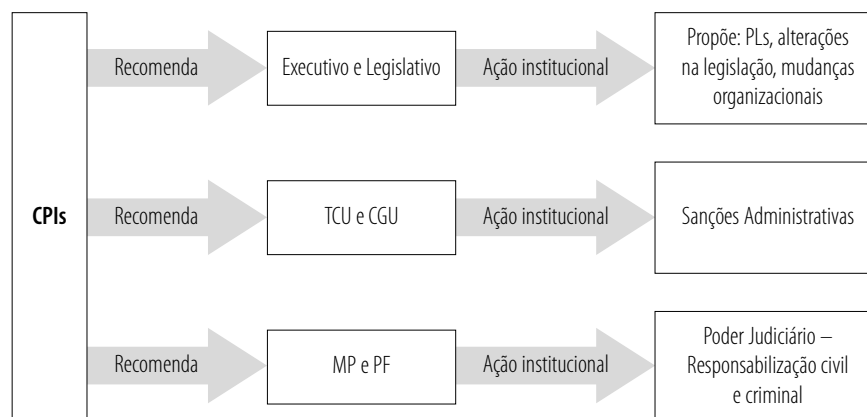 Recomenda
Executivo e Legislativo
Ação institucional
Propõe: PLs, alterações
na legislação, mudanças
organizacionais
CPIs
Recomenda
TCU e CGU
Ação institucional
Sanções Administrativas
Recomenda
MP e PF
Ação institucional
Poder Judiciário –
Responsabilização civil
e criminal